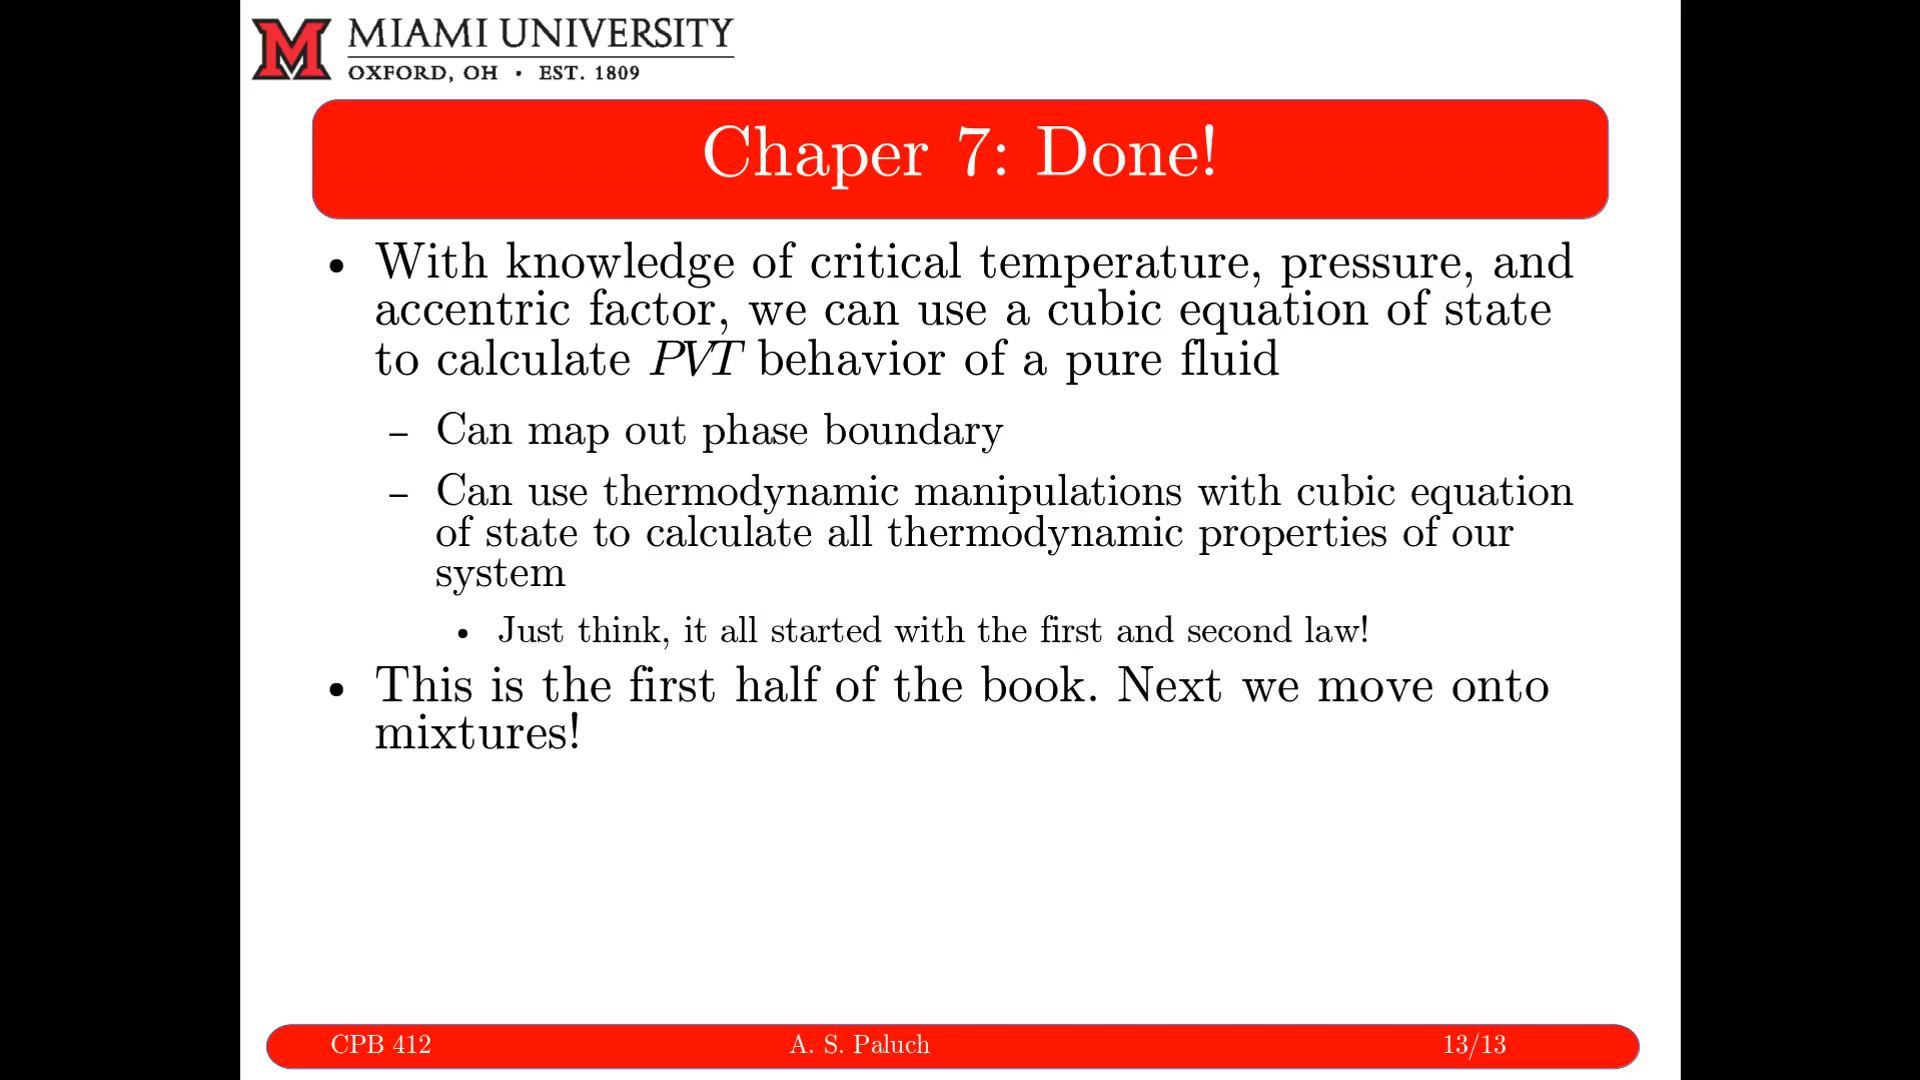 MIAMI UNIVERSITY
OXFORD, OH • EST. 1809
Chaper 7: Done!
• With knowledge of critical temperature, pressure, and
accentric factor, we can use a cubic equation of state
to calculate PVT behavior of a pure fluid
– Can map out phase boundary
– Can use thermodynamic manipulations with cubic equation
of state to calculate all thermodynamic properties of our
system
• Just think, it all started with the first and second law!
• This is the first half of the book. Next we move onto
mixtures!
CPB 412 A. S. Paluch 13/13